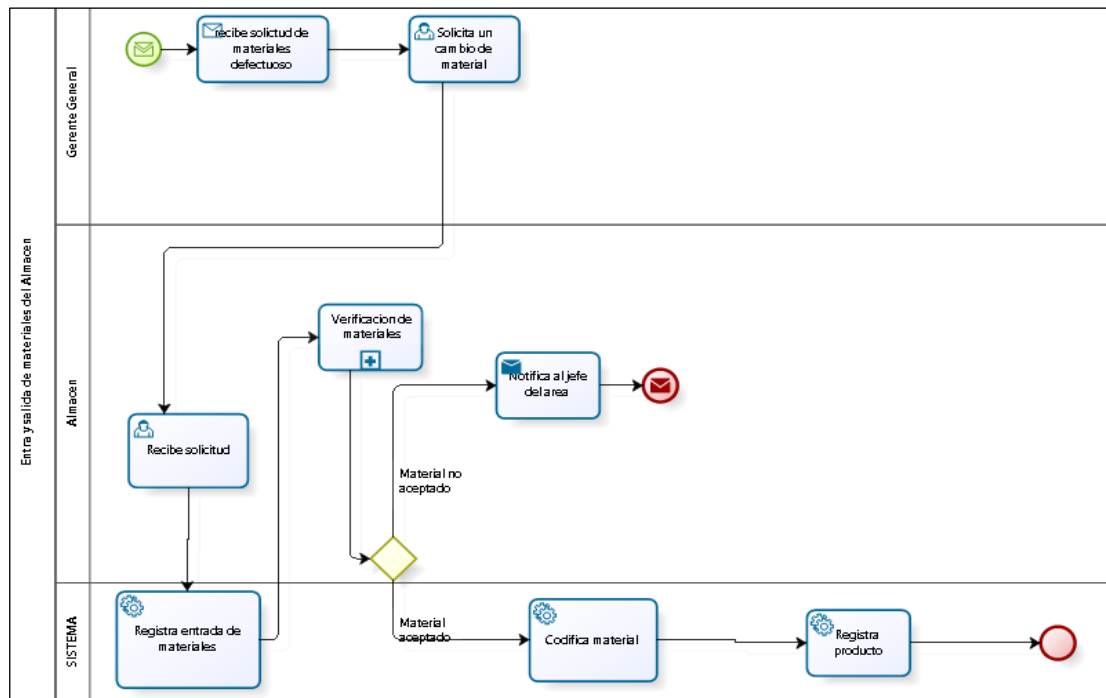 Entra y salida de materiales del Almacen
Gerente General
recibe solictud de
materiales
defectuoso
Solicita un
cambio de
material
Almacen
Verificacion de
materiales
Notifica al jefe
del area
Recibe solicitud
Material no
aceptado
SISTEMA
Registra entrada de
materiales
Material
aceptado
Codifica material
Registra
producto